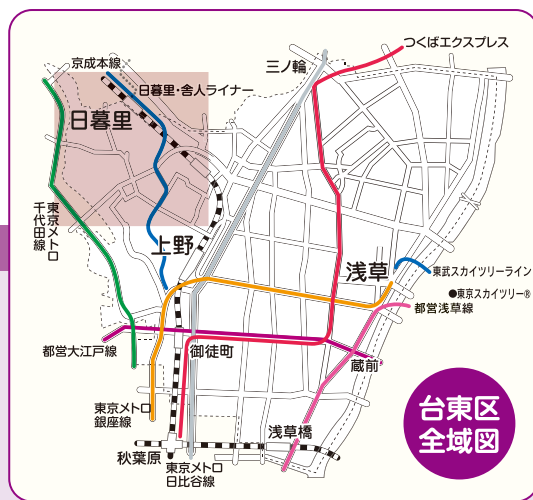 つくばエクスプレス
京成本線
三ノ輪
日暮里・舎人ライナー
日暮里
東京メトロ
千代田線
上野
浅草
東武スカイツリーライン
●東京スカイツリー®
都営浅草線
都営大江戸線
御徒町
蔵前
東京メトロ
銀座線
浅草橋
秋葉原
東京メトロ
日比谷線
台東区
全域図